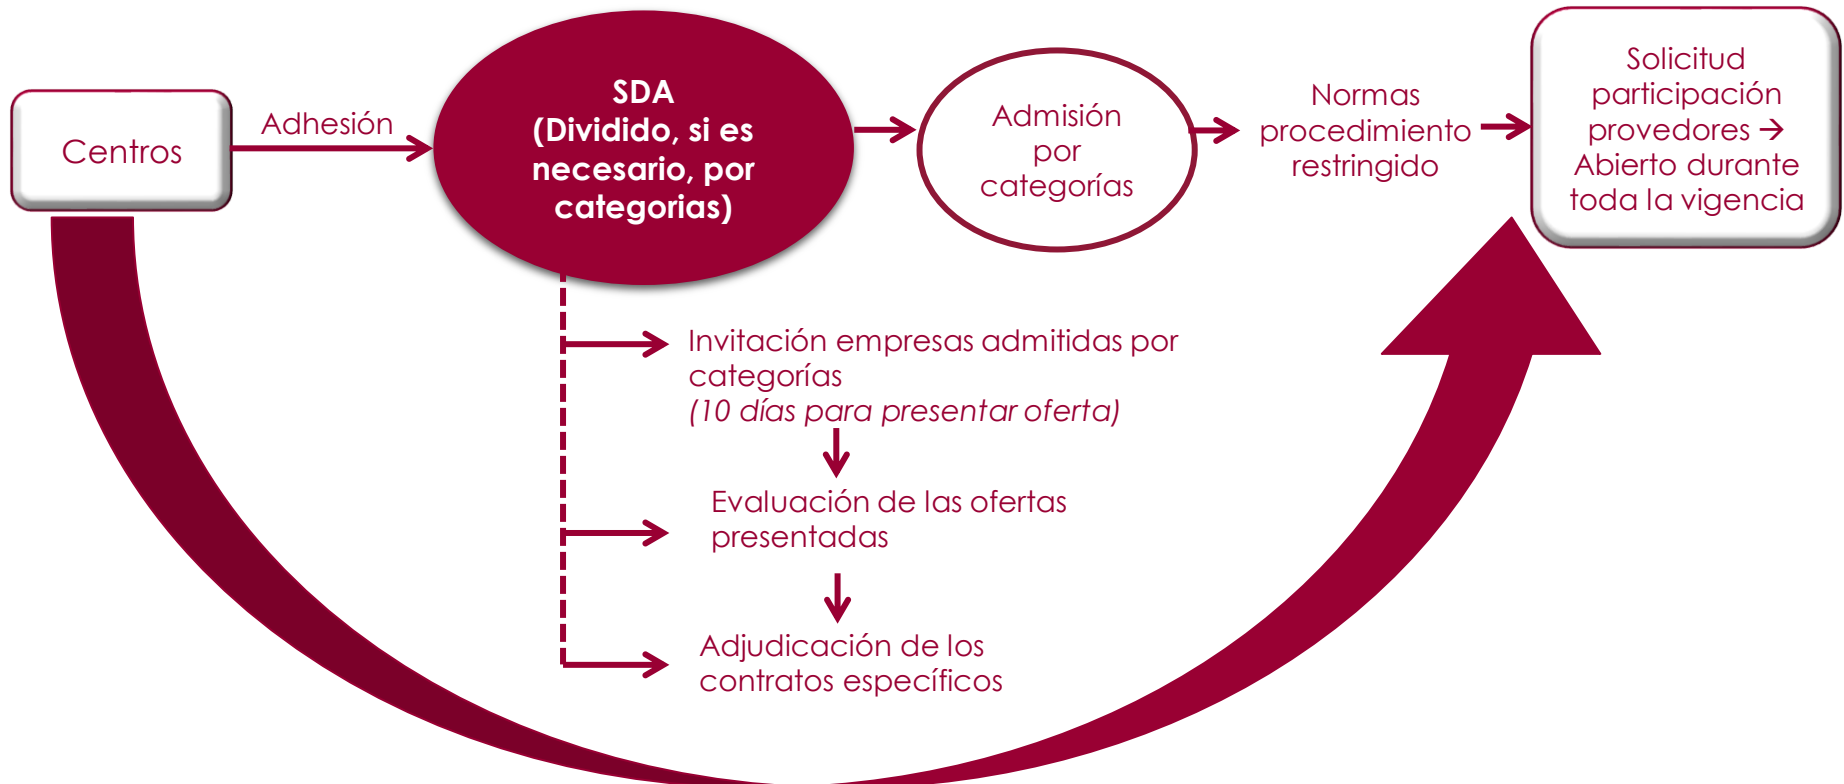 Centros
Adhesión
SDA
(Dividido, si es
necesario, por
categorias)
Admisión
por
categorías
Normas
procedimiento
restringido
Solicitud
participación
provedores →
Abierto durante
toda la vigencia
Invitación empresas admitidas por
categorías
(10 días para presentar oferta)
Evaluación de las ofertas
presentadas
Adjudicación de los
contratos específicos